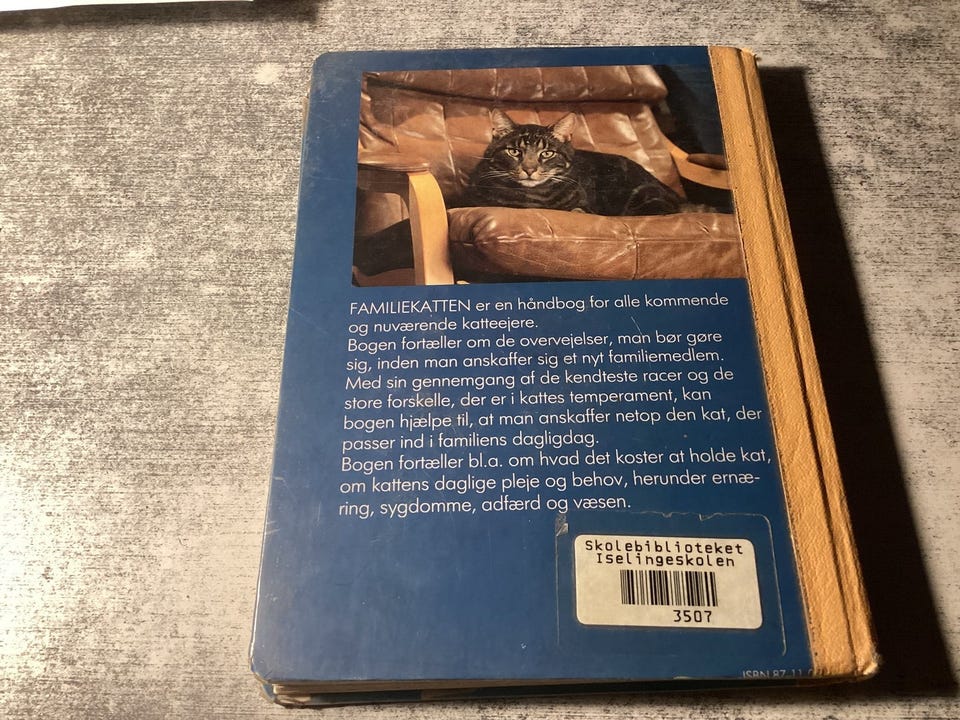 FAMILIEKATTEN er en håndbog for alle kommende
og nuværende katteejere.
Bogen fortæller om de overvejelser, man bør gøre
sig, inden man anskaffer sig et nyt familiemedlem.
Med sin gennemgang af de kendteste racer og de
store forskelle, der er i kattes temperament, kan
bogen hjælpe til, at man anskaffer netop den kat, der
passer ind i familiens dagligdag.
Bogen fortæller bl.a. om hvad det koster at holde kat,
om kattens daglige pleje og behov, herunder ernæ-
ring, sygdomme, adfærd og væsen.
Skolebiblioteket
Iselingeskolen
3507
ISBN 87-11